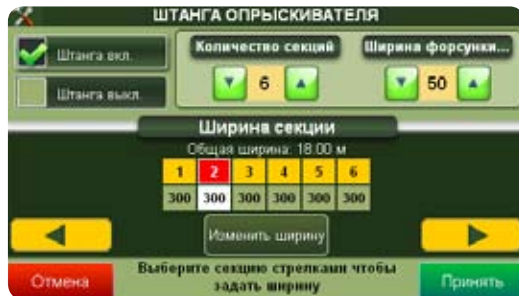 ШТАНГА ОПРЫСКИВАТЕЛЯ
Штанга вкл.
Штанга выкл.
Количество секций
6
Ширина форсунки...
50
Ширина секции
Общая ширина: 18.00 м
1 2 3 4 5 6
300 300 300 300 300 300
Изменить ширину
Отмена
Выберите секцию стрелками чтобы
задать ширину
Принять